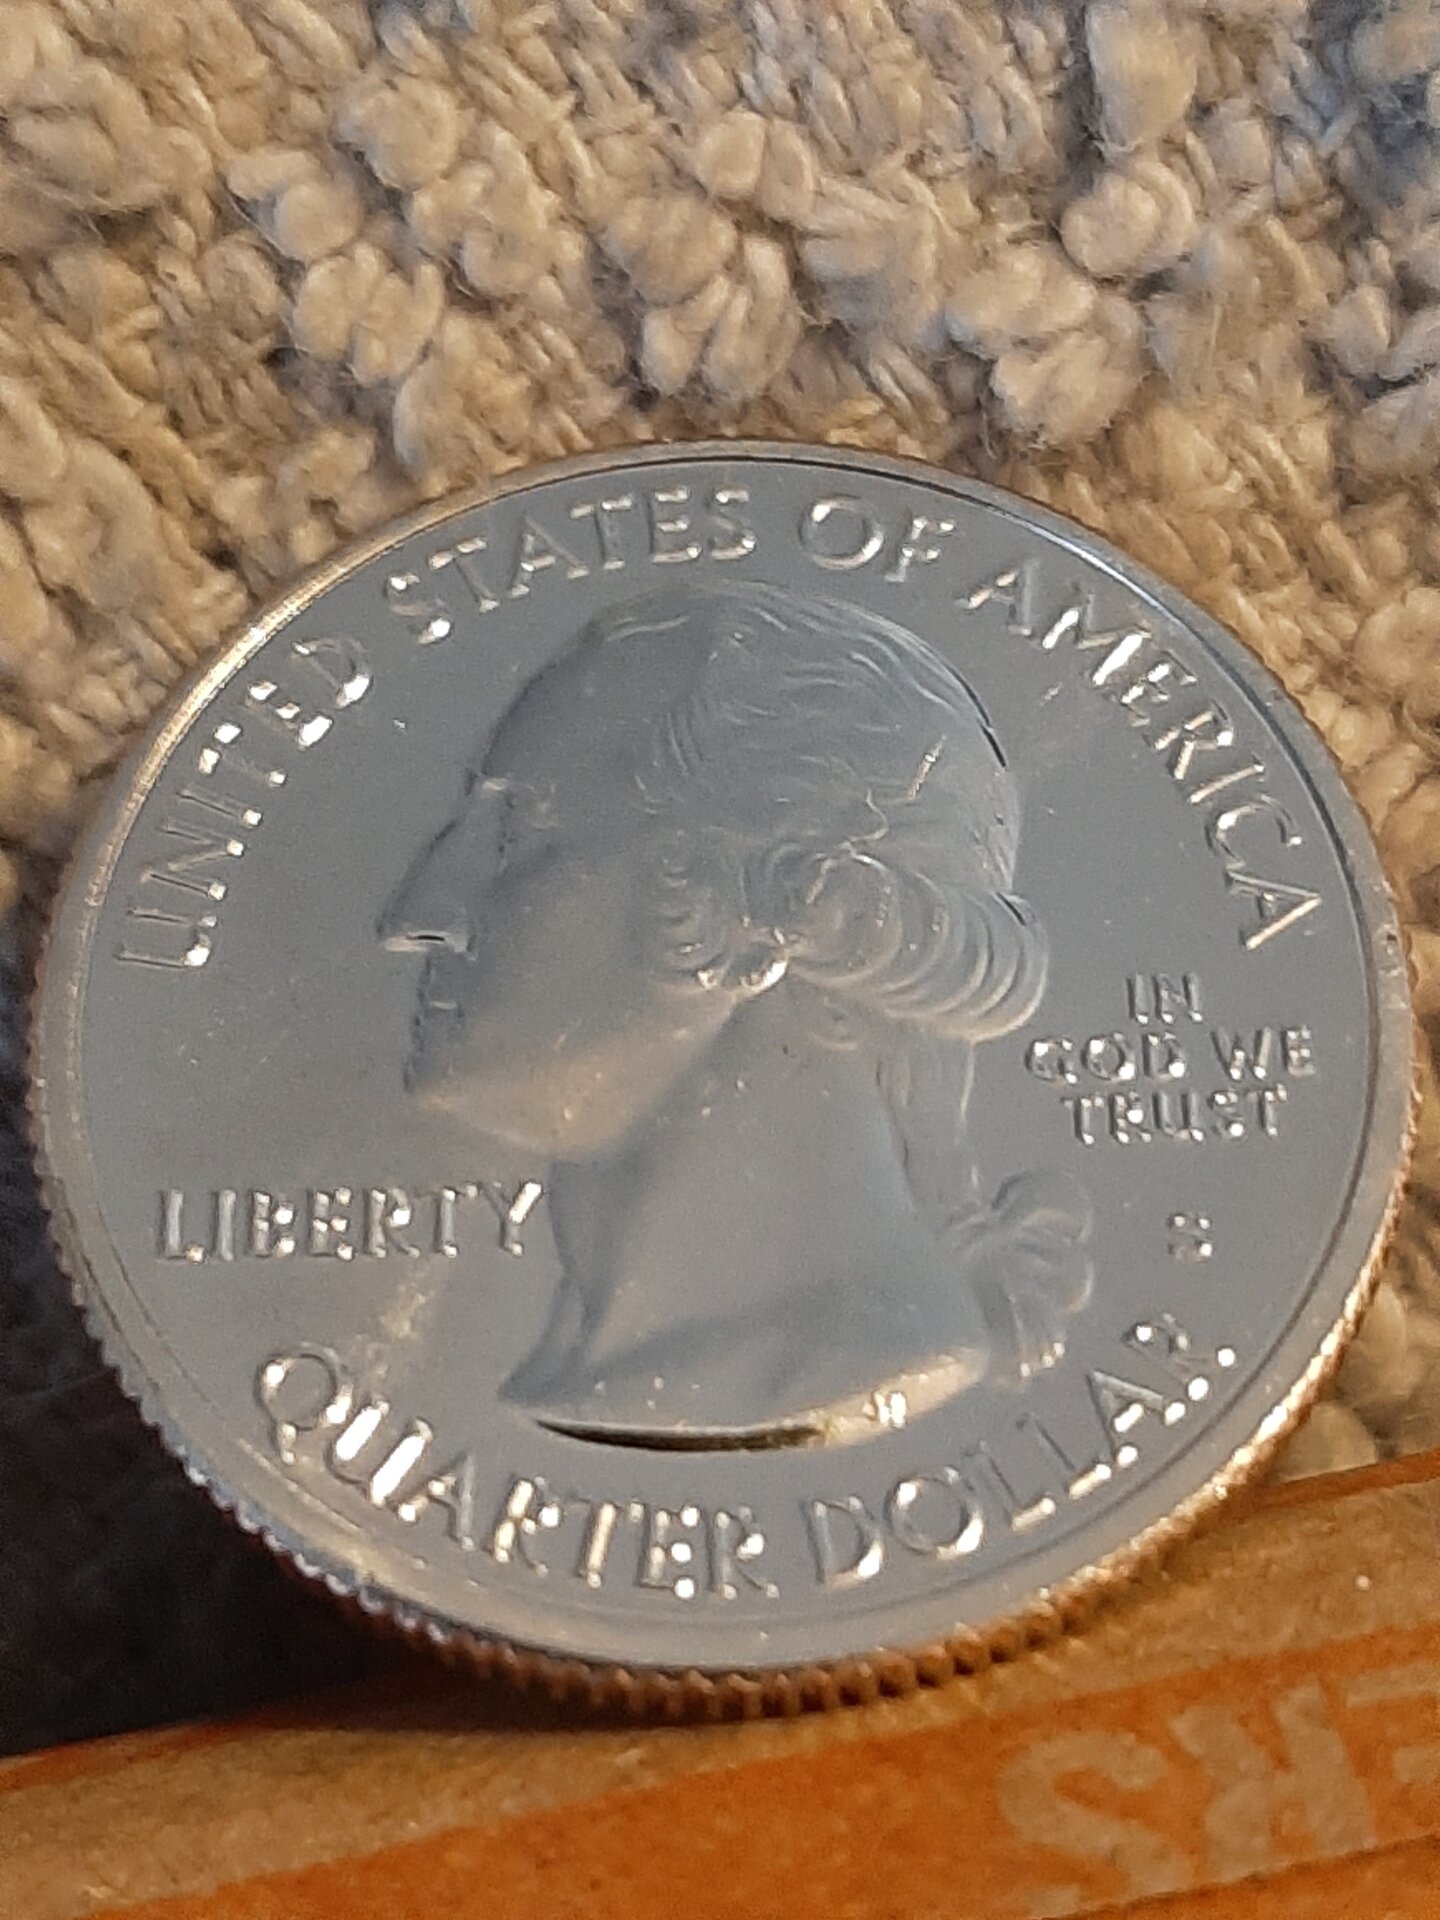 UNITED STATES OF AMERICA
IN
GOD WE
TRUST
LIBERTY
S
QUARTER DOLLAR